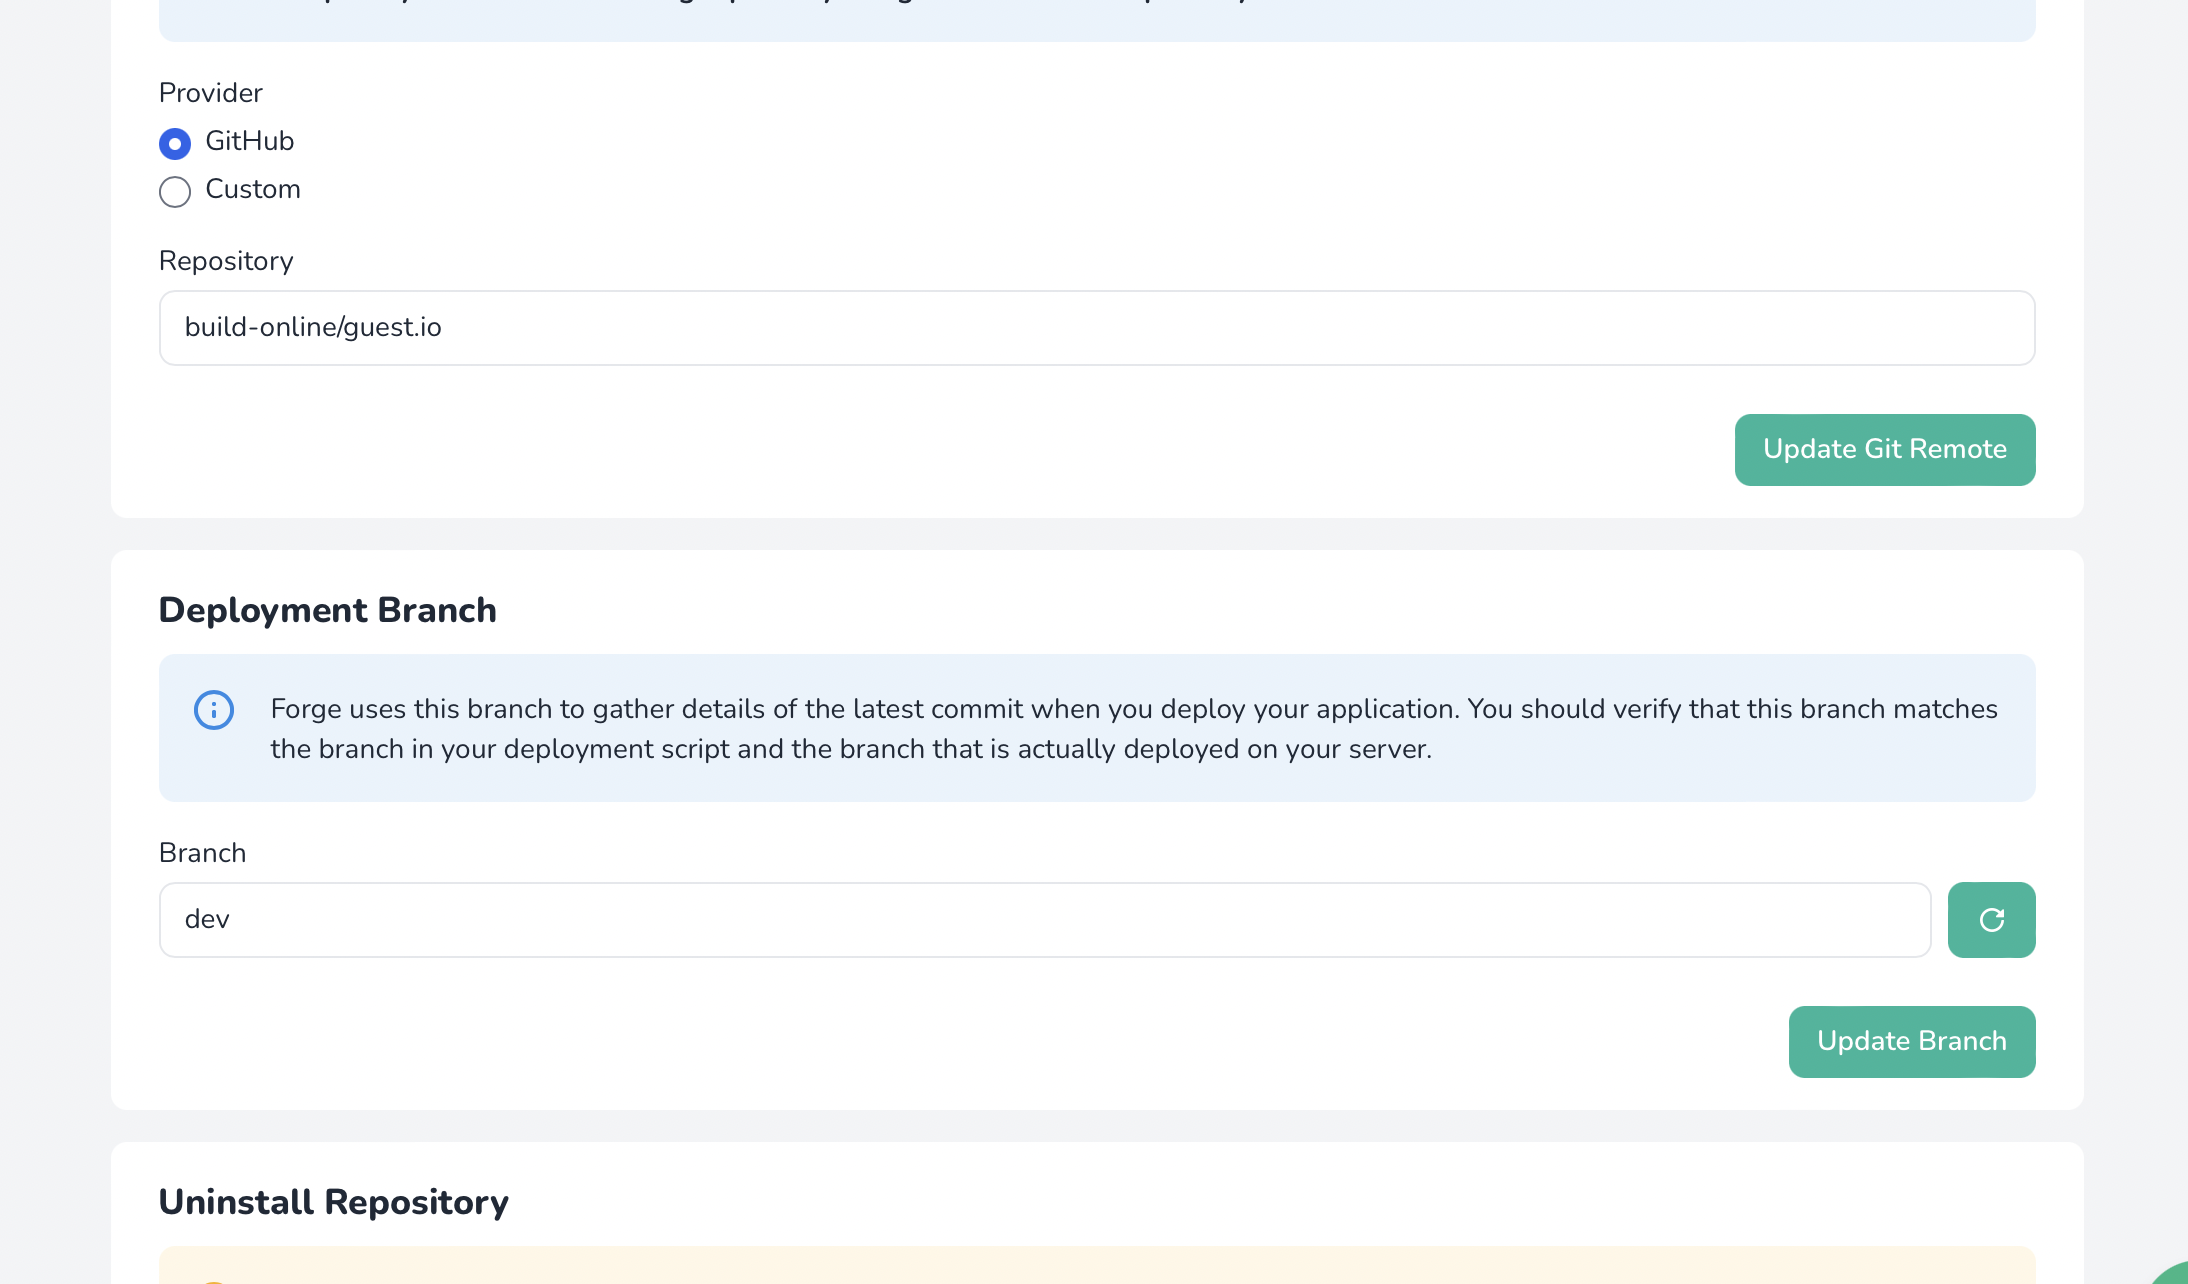 Provider
GitHub
Custom
Repository
build-online/guest.io
Update Git Remote
Deployment Branch
Forge uses this branch to gather details of the latest commit when you deploy your application. You should verify that this branch matches
the branch in your deployment script and the branch that is actually deployed on your server.
Branch
dev
Update Branch
Uninstall Repository